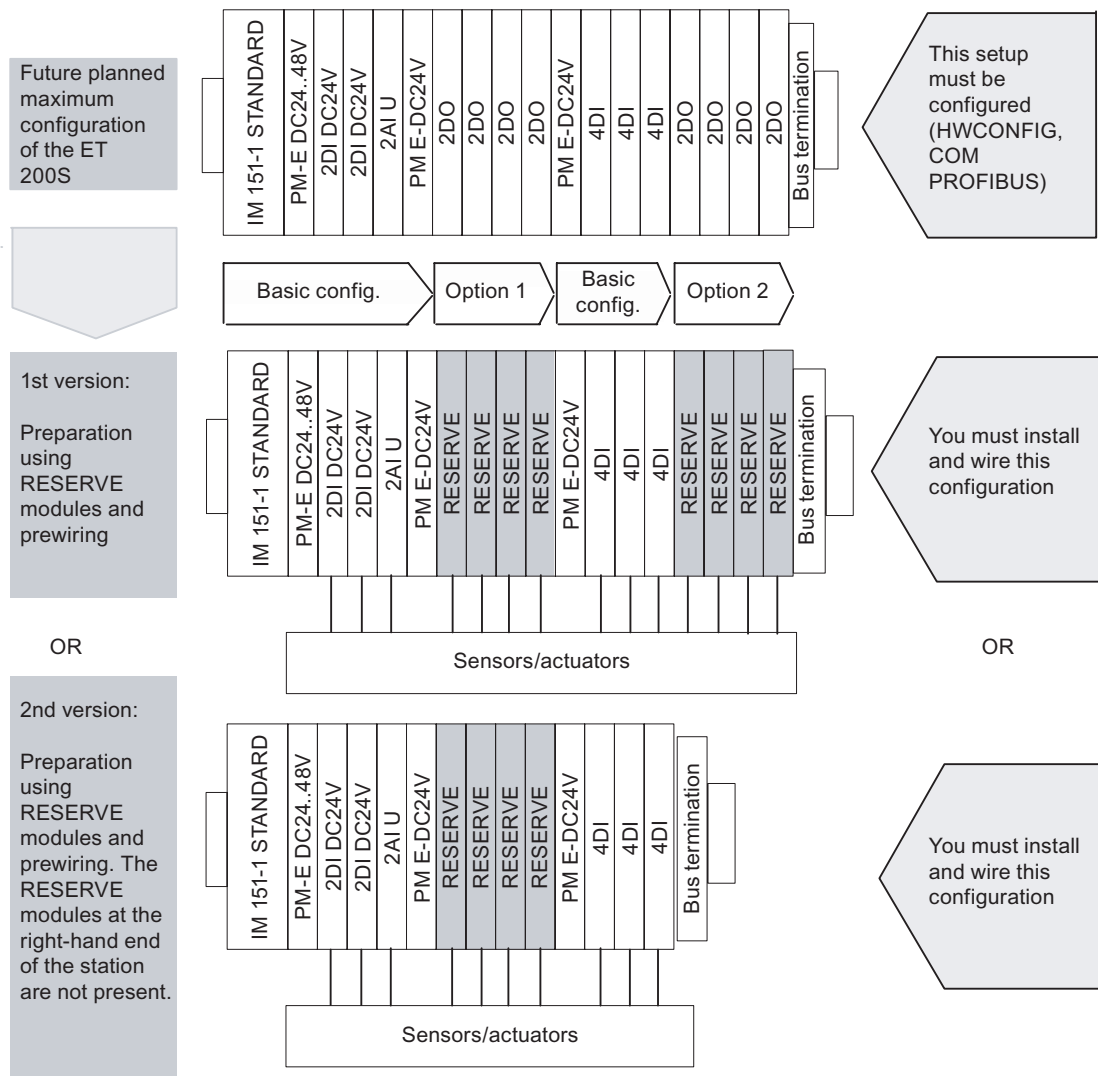 Future planned
maximum
configuration
of the ET
200S
IM 151-1 STANDARD
PM-E DC24..48V
2DI DC24V
2DI DC24V
2AI U
PM E-DC24V
2DO
2DO
2DO
2DO
PM E-DC24V
4DI
4DI
4DI
2DO
2DO
2DO
2DO
Bus termination
This setup
must be
configured
(HWCONFIG,
COM
PROFIBUS)
Basic config.
Option 1
Basic
config.
Option 2
1st version:
Preparation
using
RESERVE
modules and
prewiring
IM 151-1 STANDARD
PM-E DC24..48V
2DI DC24V
2DI DC24V
2AI U
PM E-DC24V
RESERVE
RESERVE
RESERVE
RESERVE
PM E-DC24V
4DI
4DI
4DI
RESERVE
RESERVE
RESERVE
RESERVE
Bus termination
You must install
and wire this
configuration
Sensors/actuators
OR
OR
2nd version:
Preparation
using
RESERVE
modules and
prewiring. The
RESERVE
modules at the
right-hand end
of the station
are not present.
IM 151-1 STANDARD
PM-E DC24..48V
2DI DC24V
2DI DC24V
2AI U
PM E-DC24V
RESERVE
RESERVE
RESERVE
RESERVE
PM E-DC24V
4DI
4DI
4DI
Bus termination
You must install
and wire this
configuration
Sensors/actuators